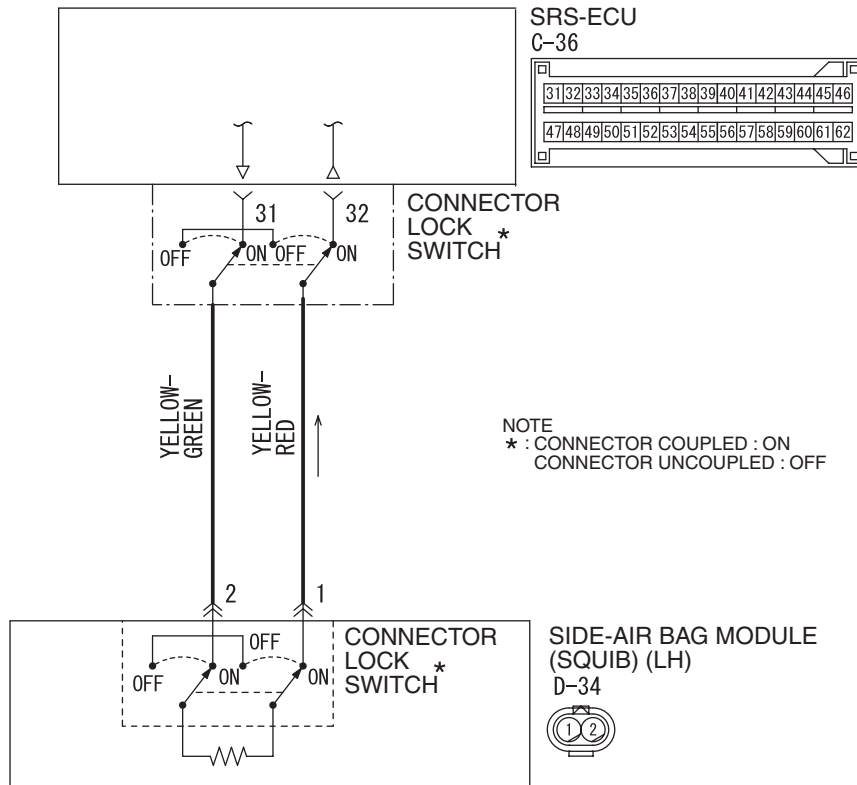 SRS-ECU
C-36
31 32 33 34 35 36 37 38 39 40 41 42 43 44 45 46
47 48 49 50 51 52 53 54 55 56 57 58 59 60 61 62
31 32
CONNECTOR
LOCK
SWITCH*
OFF ON OFF ON
YELLOW-
GREEN
YELLOW-
RED
NOTE
* : CONNECTOR COUPLED : ON
CONNECTOR UNCOUPLED : OFF
2 1
OFF ON OFF ON
CONNECTOR
LOCK
SWITCH*
SIDE-AIR BAG MODULE
(SQUIB) (LH)
D-34
1 2